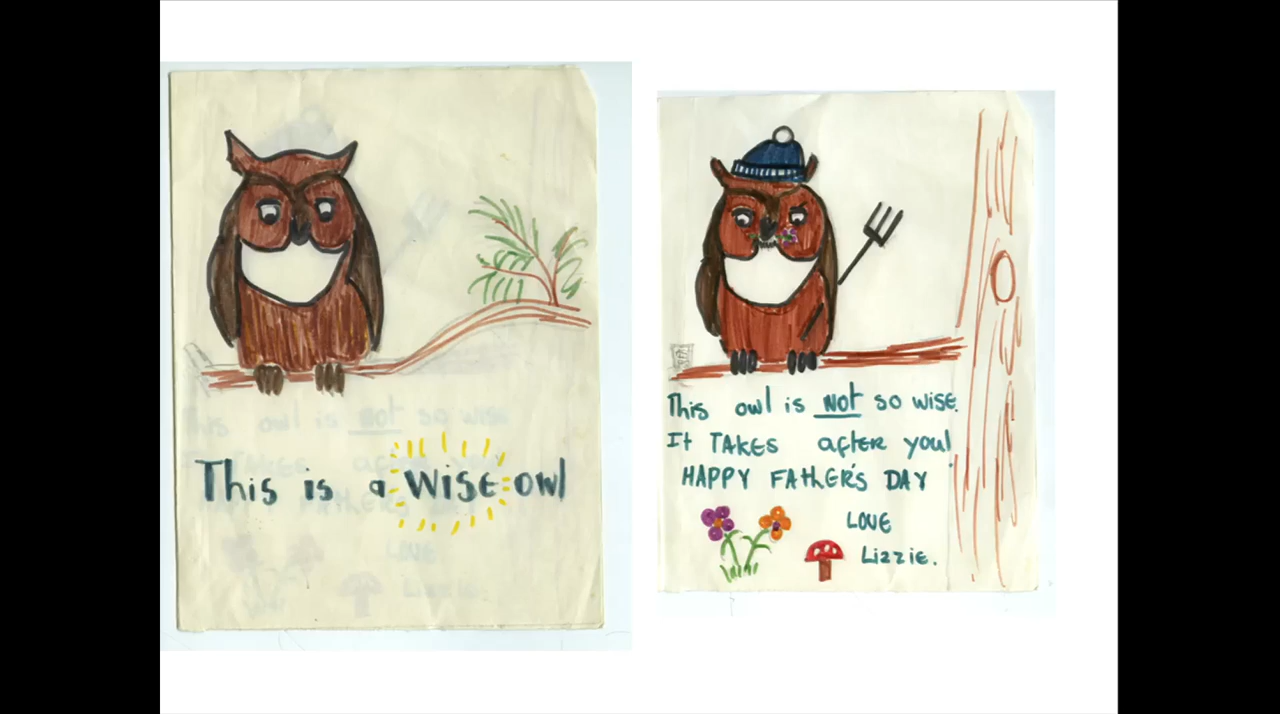 This is a WISE owl
This owl is NOT so wise.
It TAKES after you!
HAPPY FATHER'S DAY
LOVE
Lizzie.